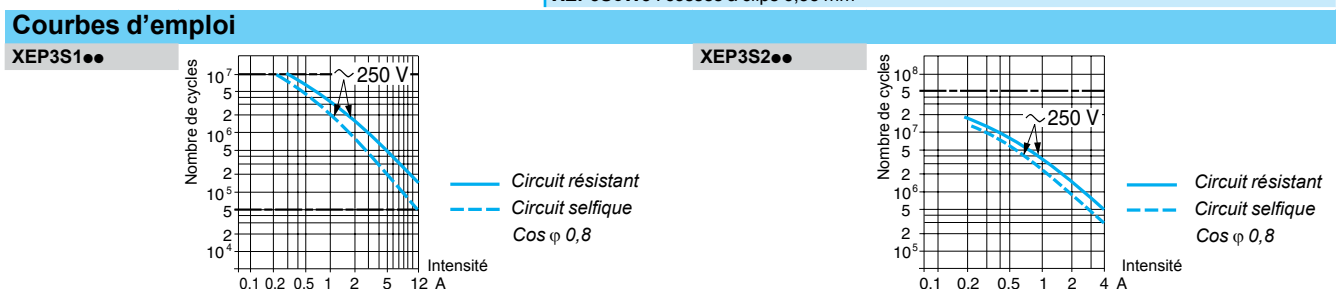 Courbes d'emploi
XEP3S1●●
Nombre de cycles
10⁷
5
2
10⁶
5
2
10⁵
5
2
10⁴
∼ 250 V
0,1 0,2 0,5 1 2 5 12 A
Intensité
Circuit résistant
Circuit selfique
Cos φ 0,8
XEP3S2●●
Nombre de cycles
10⁸
5
2
10⁷
5
2
10⁶
5
2
10⁵
∼ 250 V
0,1 0,2 0,5 1 2 4 A
Intensité
Circuit résistant
Circuit selfique
Cos φ 0,8